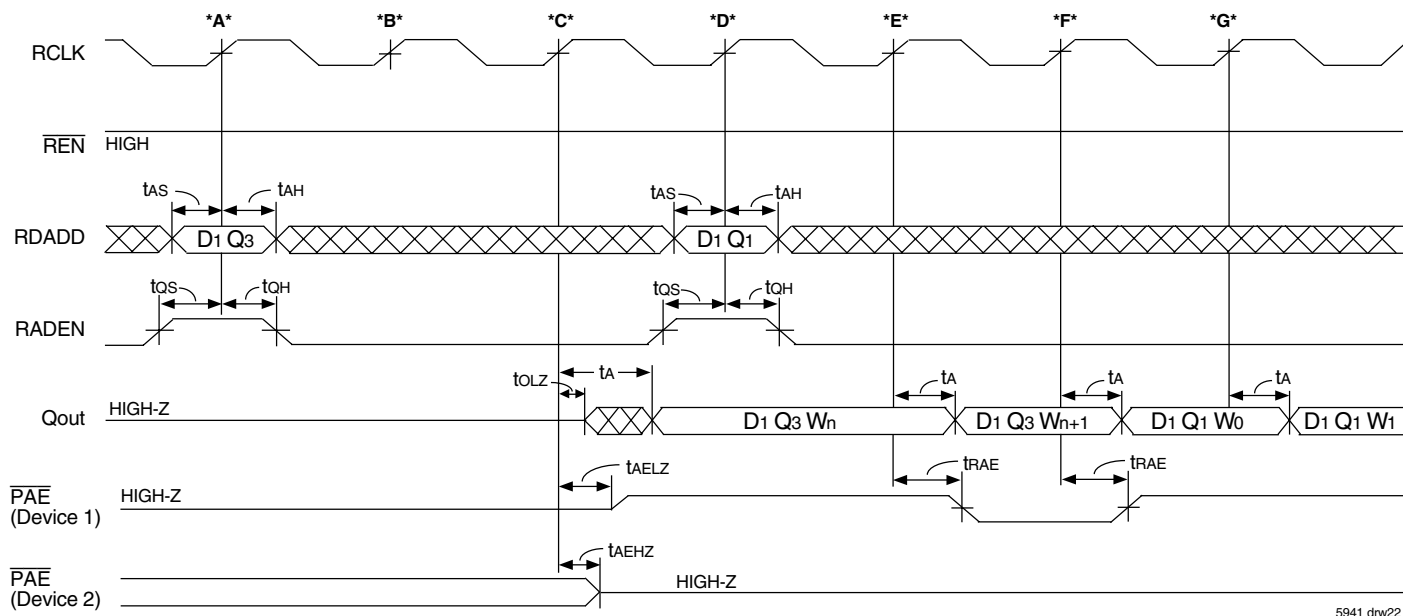 *A* *B* *C* *D* *E* *F* *G*
RCLK
REN HIGH
tAS tAH tAS tAH
RDADD D1 Q3 D1 Q1
tQS tQH tQS tQH
RADEN
tOLZ tA tA tA tA
Qout HIGH-Z D1 Q3 Wn D1 Q3 Wn+1 D1 Q1 W0 D1 Q1 W1
tAELZ tRAE tRAE
PAE HIGH-Z
(Device 1)
tAEHZ
PAE HIGH-Z
(Device 2)
5941 drw22